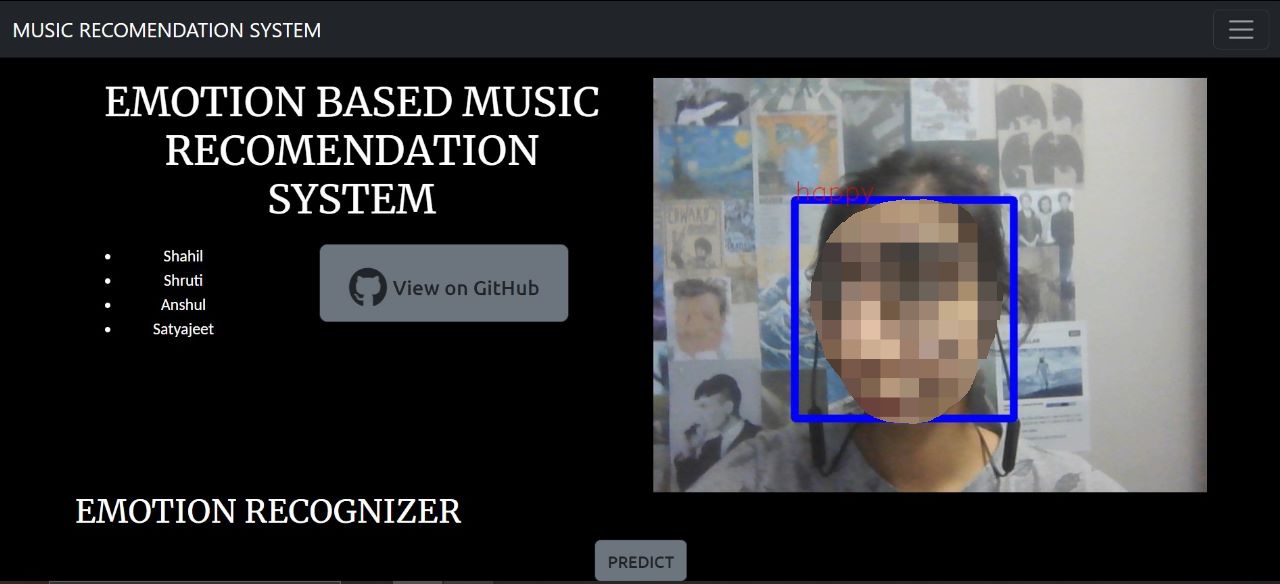 MUSIC RECOMENDATION SYSTEM
EMOTION BASED MUSIC
RECOMENDATION
SYSTEM
Shahil
Shruti
Anshul
Satyajeet
View on GitHub
happy
EMOTION RECOGNIZER
PREDICT